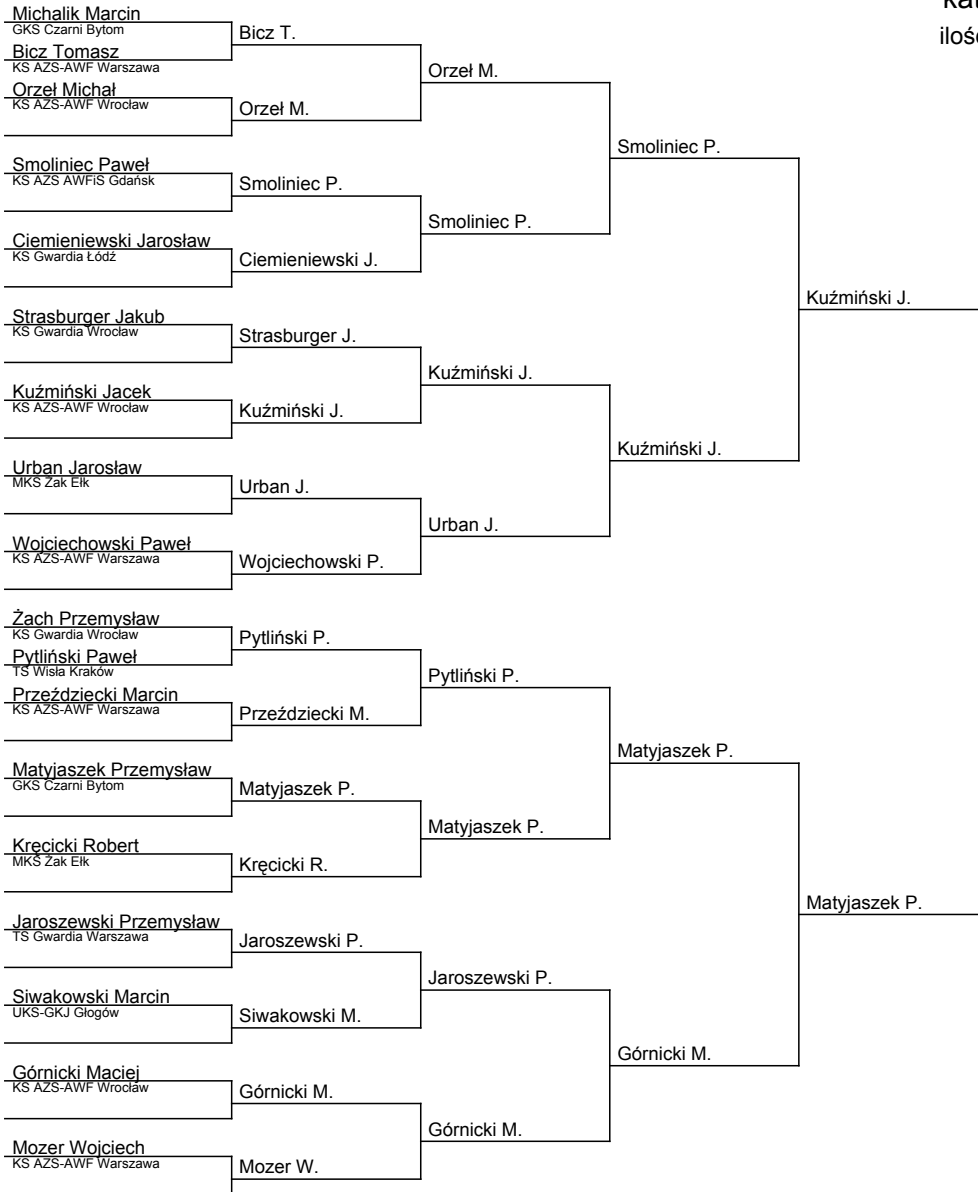 Michalik Marcin
GKS Czarni Bytom
Bicz Tomasz
KS AZS-AWF Warszawa
Orzeł Michał
KS AZS-AWF Wrocław
Smoliniec Paweł
KS AZS AWFiS Gdańsk
Ciemieniewski Jarosław
KS Gwardia Łódź
Strasburger Jakub
KS Gwardia Wrocław
Kuźmiński Jacek
KS AZS-AWF Wrocław
Urban Jarosław
MKS Żak Ełk
Wojciechowski Paweł
KS AZS-AWF Warszawa
Żach Przemysław
KS Gwardia Wrocław
Pytliński Paweł
TS Wisła Kraków
Przeździecki Marcin
KS AZS-AWF Warszawa
Matyjaszek Przemysław
GKS Czarni Bytom
Kręcicki Robert
MKS Żak Ełk
Jaroszewski Przemysław
TS Gwardia Warszawa
Siwakowski Marcin
UKS-GKJ Głogów
Górnicki Maciej
KS AZS-AWF Wrocław
Mozer Wojciech
KS AZS-AWF Warszawa
Bicz T.
Orzeł M.
Smoliniec P.
Ciemieniewski J.
Strasburger J.
Kuźmiński J.
Urban J.
Wojciechowski P.
Pytliński P.
Przeździecki M.
Matyjaszek P.
Kręcicki R.
Jaroszewski P.
Siwakowski M.
Górnicki M.
Mozer W.
Orzeł M.
Smoliniec P.
Kuźmiński J.
Urban J.
Pytliński P.
Matyjaszek P.
Jaroszewski P.
Górnicki M.
Smoliniec P.
Kuźmiński J.
Matyjaszek P.
Górnicki M.
Kuźmiński J.
Matyjaszek P.